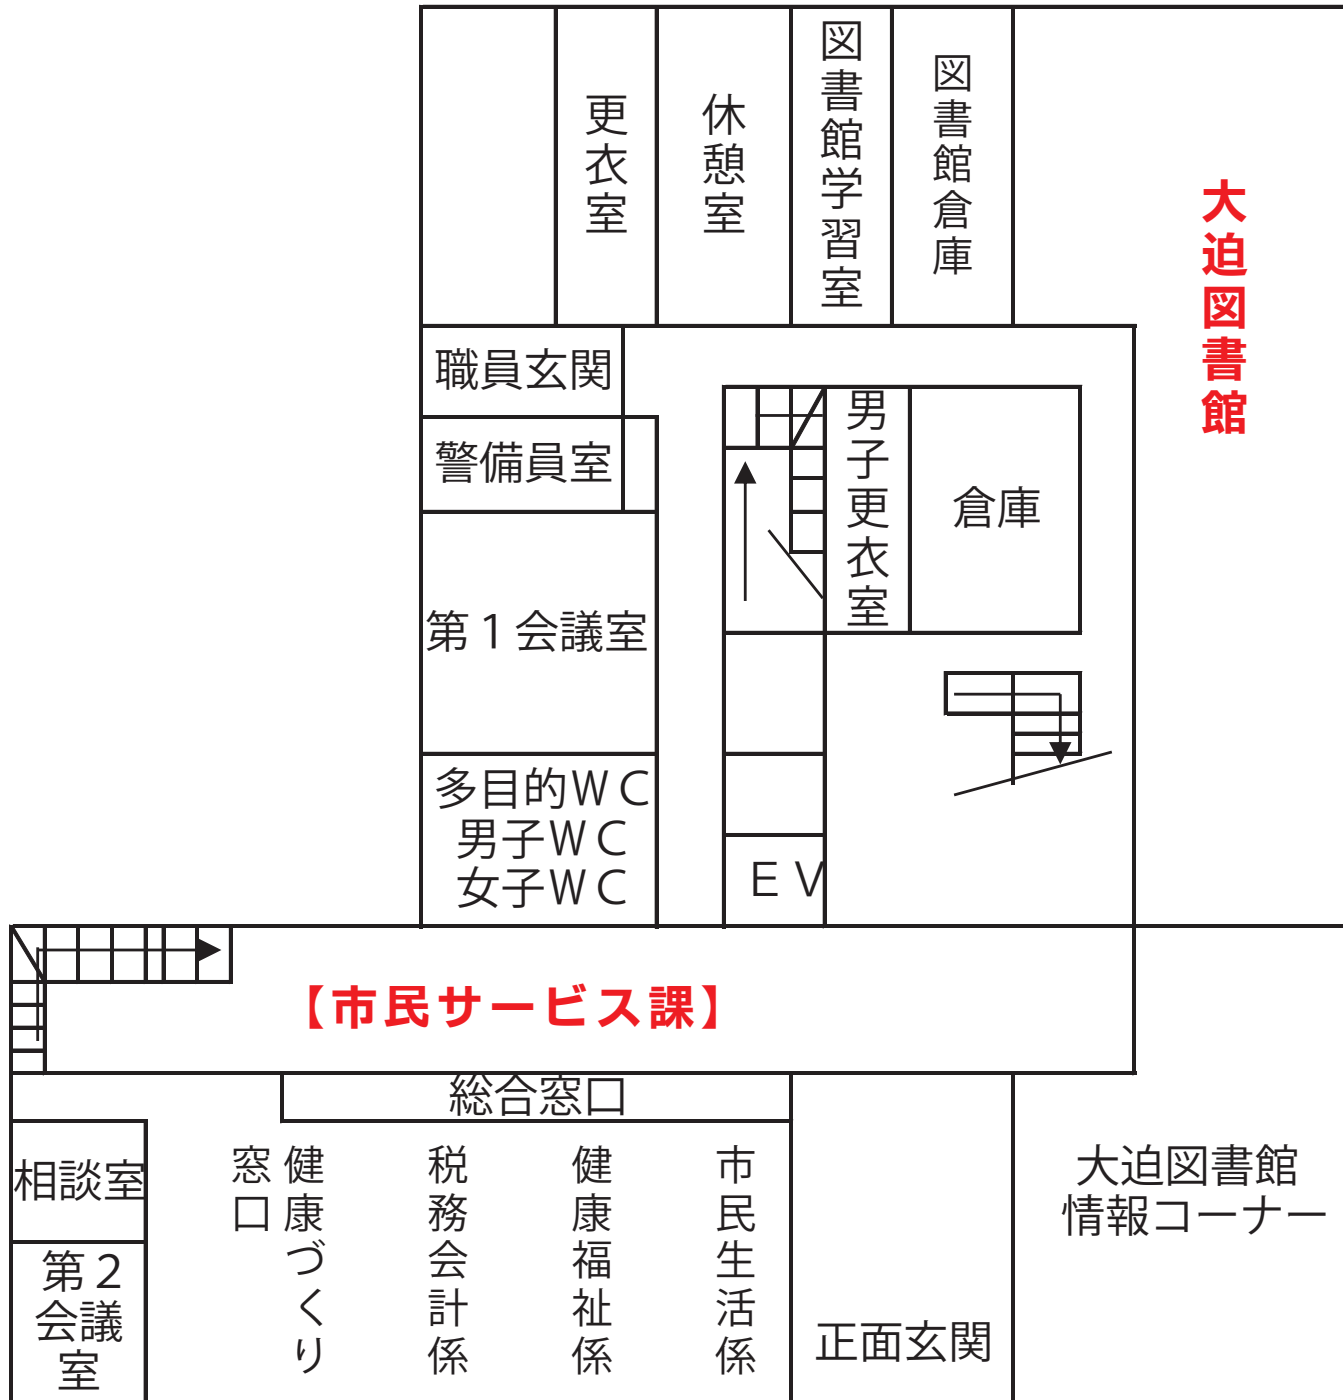 更衣室
休憩室
図書館学習室
図書館倉庫
大迫図書館
職員玄関
警備員室
男子更衣室
倉庫
第１会議室
多目的ＷＣ
男子ＷＣ
女子ＷＣ
ＥＶ
【市民サービス課】
総合窓口
相談室
第２
会議
室
健康づくり
窓口
税務会計係
健康福祉係
市民生活係
正面玄関
大迫図書館
情報コーナー